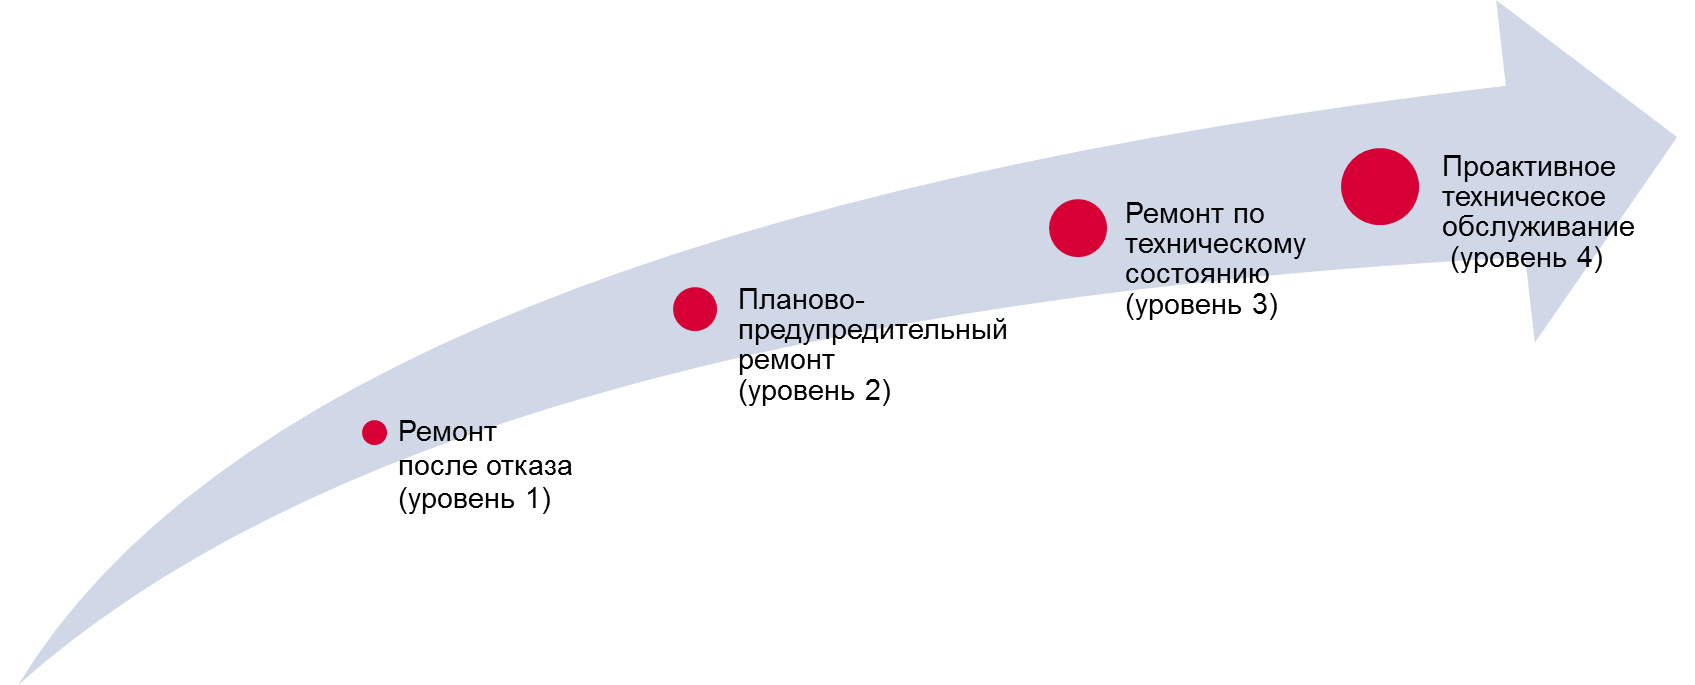 Ремонт
после отказа
(уровень 1)
Планово-
предупредительный
ремонт
(уровень 2)
Ремонт по
техническому
состоянию
(уровень 3)
Проактивное
техническое
обслуживание
(уровень 4)